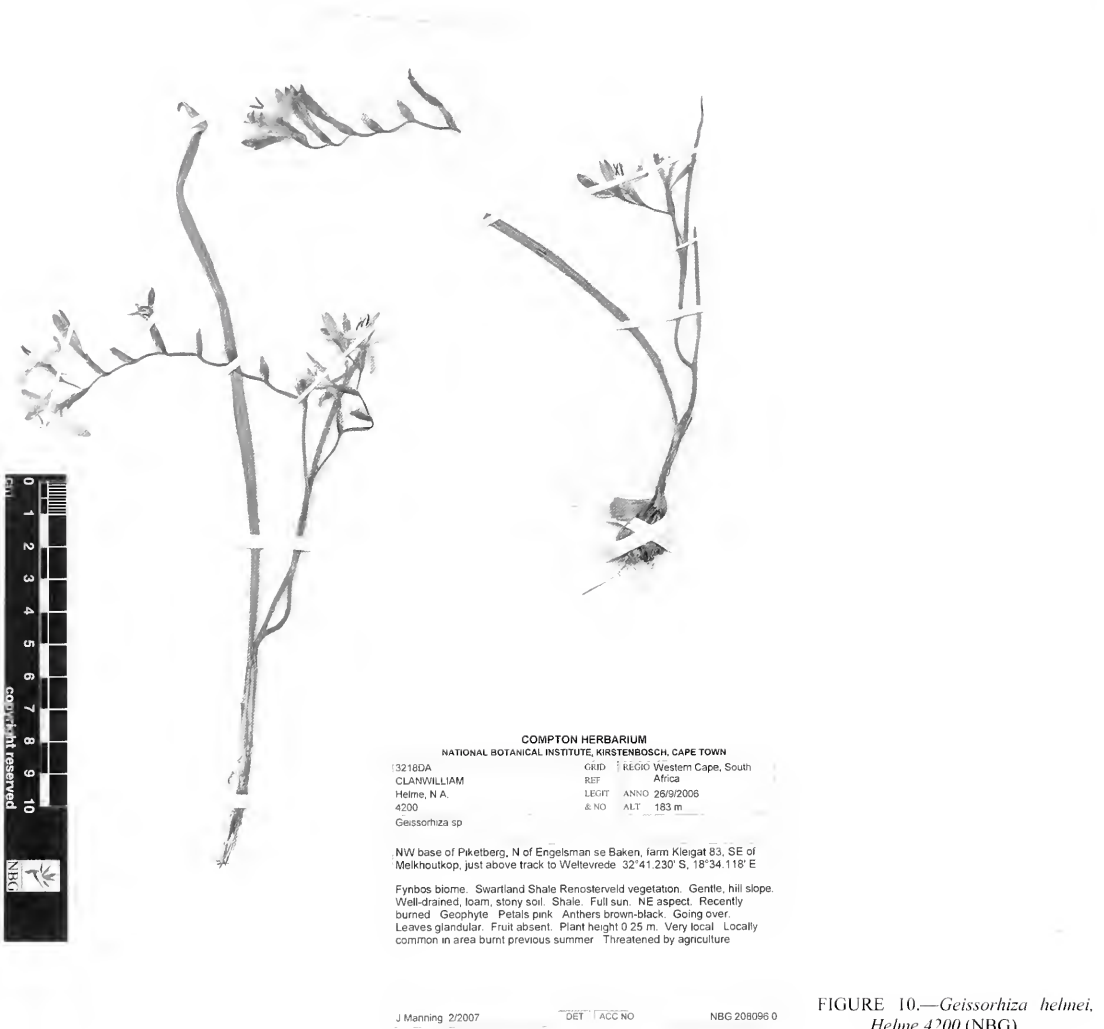 cm
0
1
2
3
4
5
6
7
8
9
10
copyright reserved
NBG
COMPTON HERBARIUM
NATIONAL BOTANICAL INSTITUTE, KIRSTENBOSCH, CAPE TOWN
3218DA GRID REGIO Western Cape, South
CLANWILLIAM REF Africa
Helme, N A. LEGIT ANNO 26/9/2006
4200 & NO ALT 183 m
Geissorhiza sp
NW base of Piketberg, N of Engelsman se Baken, farm Kleigat 83, SE of
Melkhoutkop, just above track to Weltevrede 32°41.230' S, 18°34.118' E
Fynbos biome. Swartland Shale Renosterveld vegetation. Gentle, hill slope.
Well-drained, loam, stony soil. Shale. Full sun. NE aspect. Recently
burned Geophyte Petals pink Anthers brown-black. Going over.
Leaves glandular. Fruit absent. Plant height 0 25 m. Very local Locally
common in area burnt previous summer Threatened by agriculture
J Manning 2/2007 DET ACC NO NBG 208096 0
FIGURE 10.—Geissorhiza helmei,
Helme 4200 (NBG)